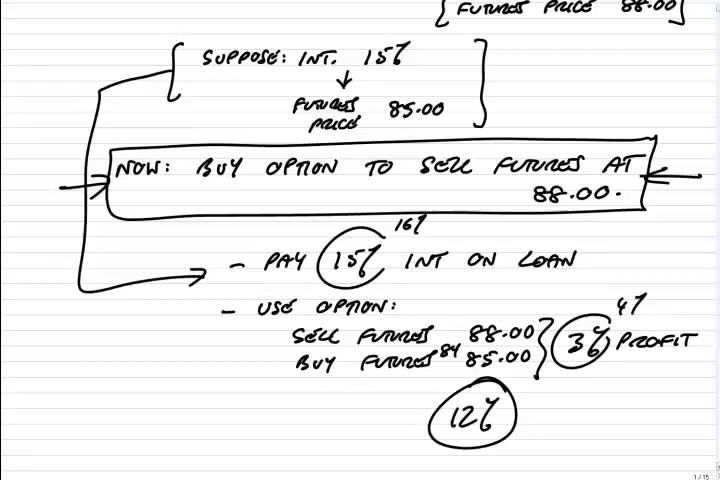 [FUTURES PRICE 88.00]
SUPPOSE: INT. 15%
FUTURES PRICE 85.00
NOW: BUY OPTION TO SELL FUTURES AT
88.00.
16%
- PAY 15% INT ON LOAN
- USE OPTION:
4%
SELL FUTURES 88.00
3% PROFIT
BUY FUTURES 84 85.00
12%
1/15